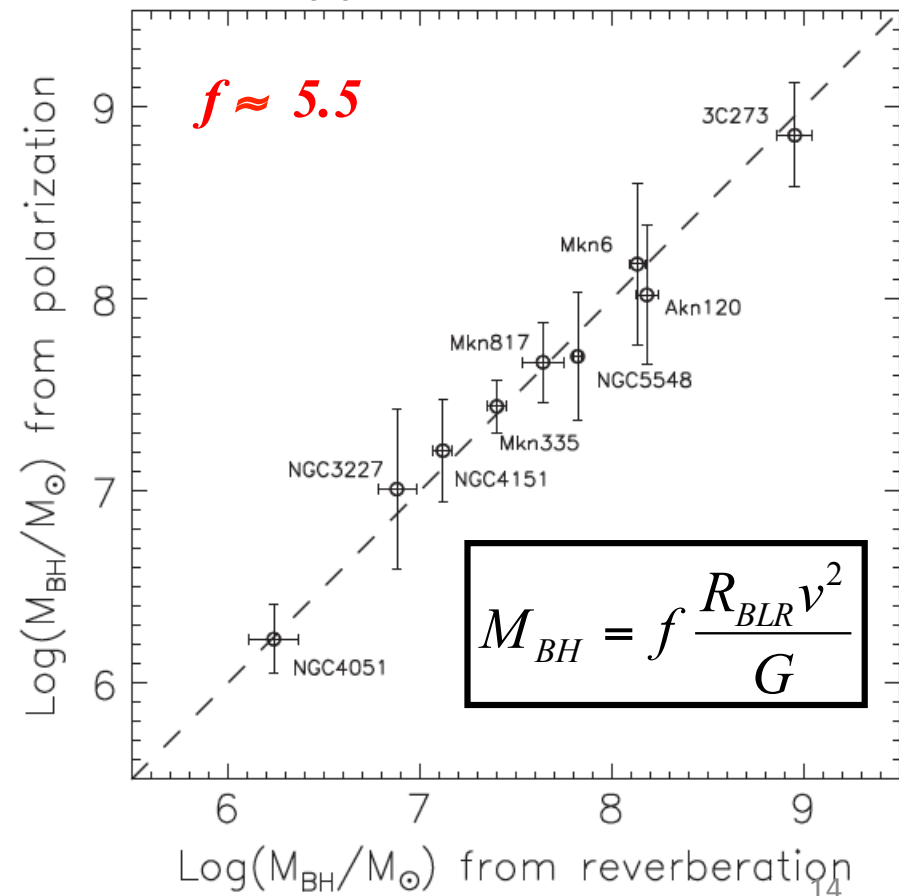 f ≈ 5.5
3C273
Mkn6
Akn120
Mkn817
NGC5548
Mkn335
NGC3227
NGC4151
NGC4051
M_BH = f R_BLR v² / G
9
8
7
6
Log(M_BH/M_⊙) from polarization
6 7 8 9
Log(M_BH/M_⊙) from reverberation
14